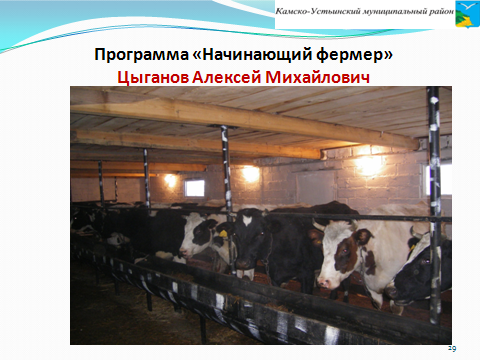 Камско-Устьинский муниципальный район
Программа «Начинающий фермер»
Цыганов Алексей Михайлович
29